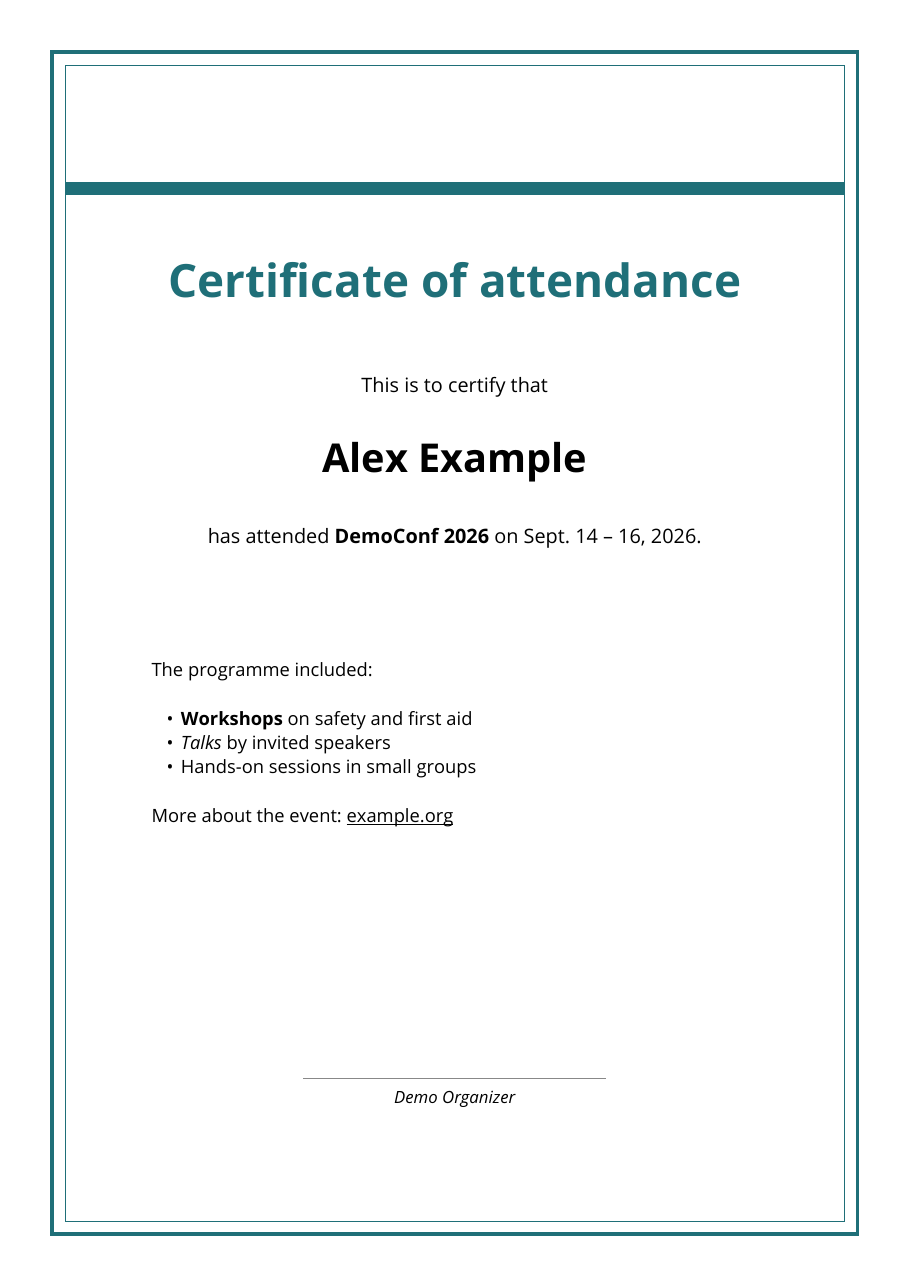 Certificate of attendance
This is to certify that
Alex Example
has attended DemoConf 2026 on Sept. 14 – 16, 2026.
The programme included:
• Workshops on safety and first aid
• Talks by invited speakers
• Hands-on sessions in small groups
More about the event: example.org
Demo Organizer